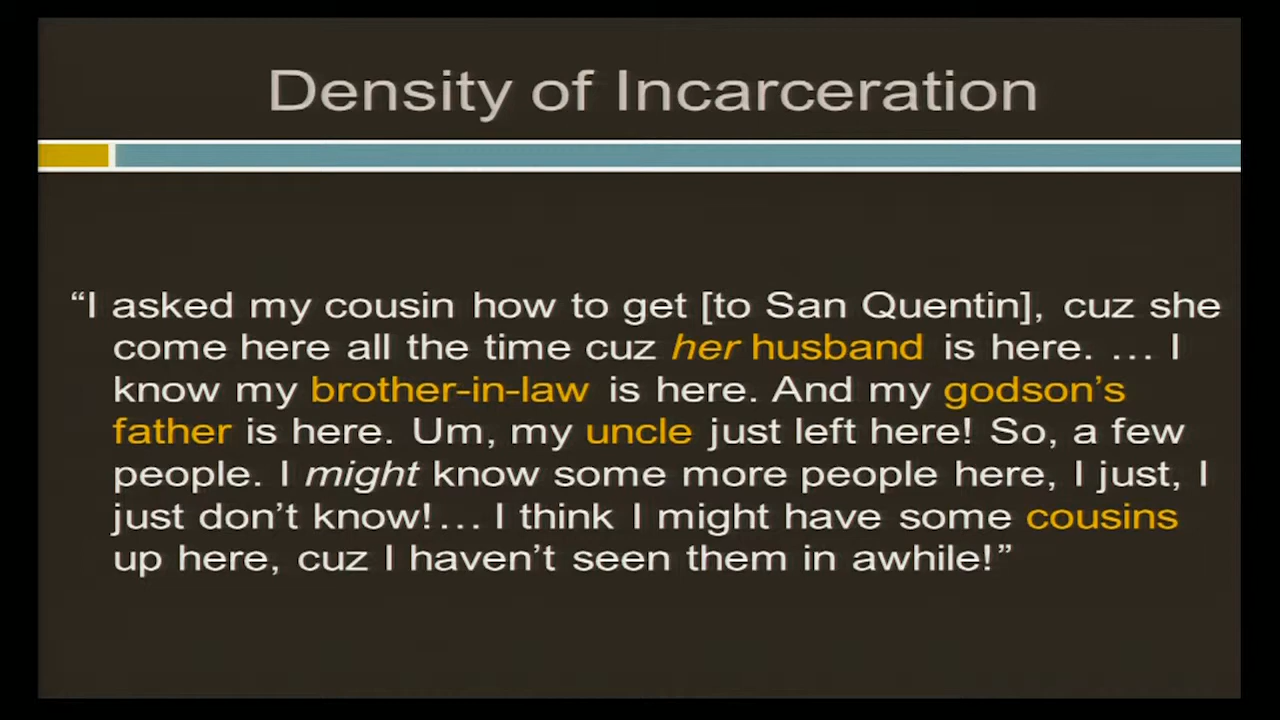 Density of Incarceration
“I asked my cousin how to get [to San Quentin], cuz she
come here all the time cuz her husband is here. … I
know my brother-in-law is here. And my godson’s
father is here. Um, my uncle just left here! So, a few
people. I might know some more people here, I just, I
just don’t know!… I think I might have some cousins
up here, cuz I haven’t seen them in awhile!”